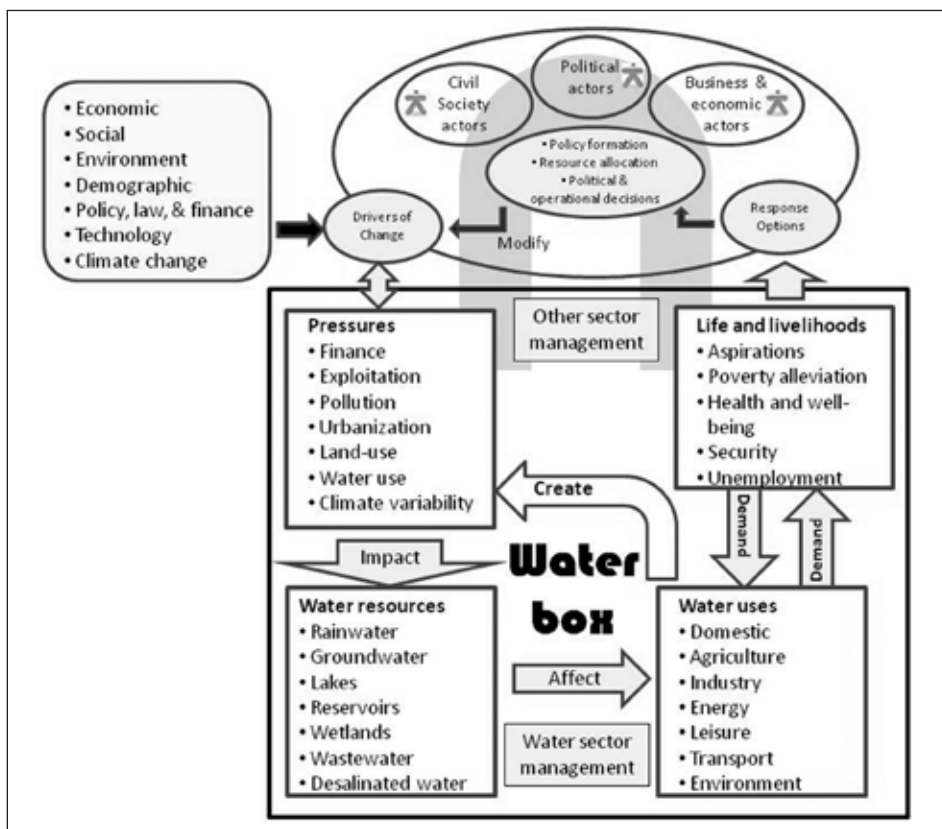 • Economic
• Social
• Environment
• Demographic
• Policy, law, & finance
• Technology
• Climate change
Civil
Society
actors
Political
actors
Business &
economic
actors
• Policy formation
• Resource allocation
• Political &
operational decisions
Drivers of
Change
Modify
Response
Options
Pressures
• Finance
• Exploitation
• Pollution
• Urbanization
• Land-use
• Water use
• Climate variability
Other sector
management
Life and livelihoods
• Aspirations
• Poverty alleviation
• Health and well-
being
• Security
• Unemployment
Create
Demand
Demand
Impact
Water
box
Water resources
• Rainwater
• Groundwater
• Lakes
• Reservoirs
• Wetlands
• Wastewater
• Desalinated water
Affect
Water sector
management
Water uses
• Domestic
• Agriculture
• Industry
• Energy
• Leisure
• Transport
• Environment